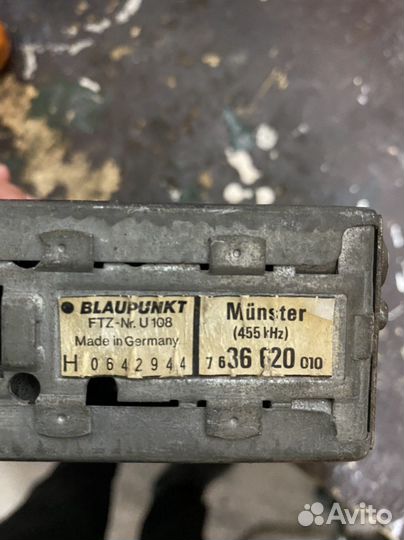 BLAUPUNKT
FTZ-Nr. U 108
Made in Germany
H 0642944
Münster
(455 kHz)
7 636 620 010
Avito